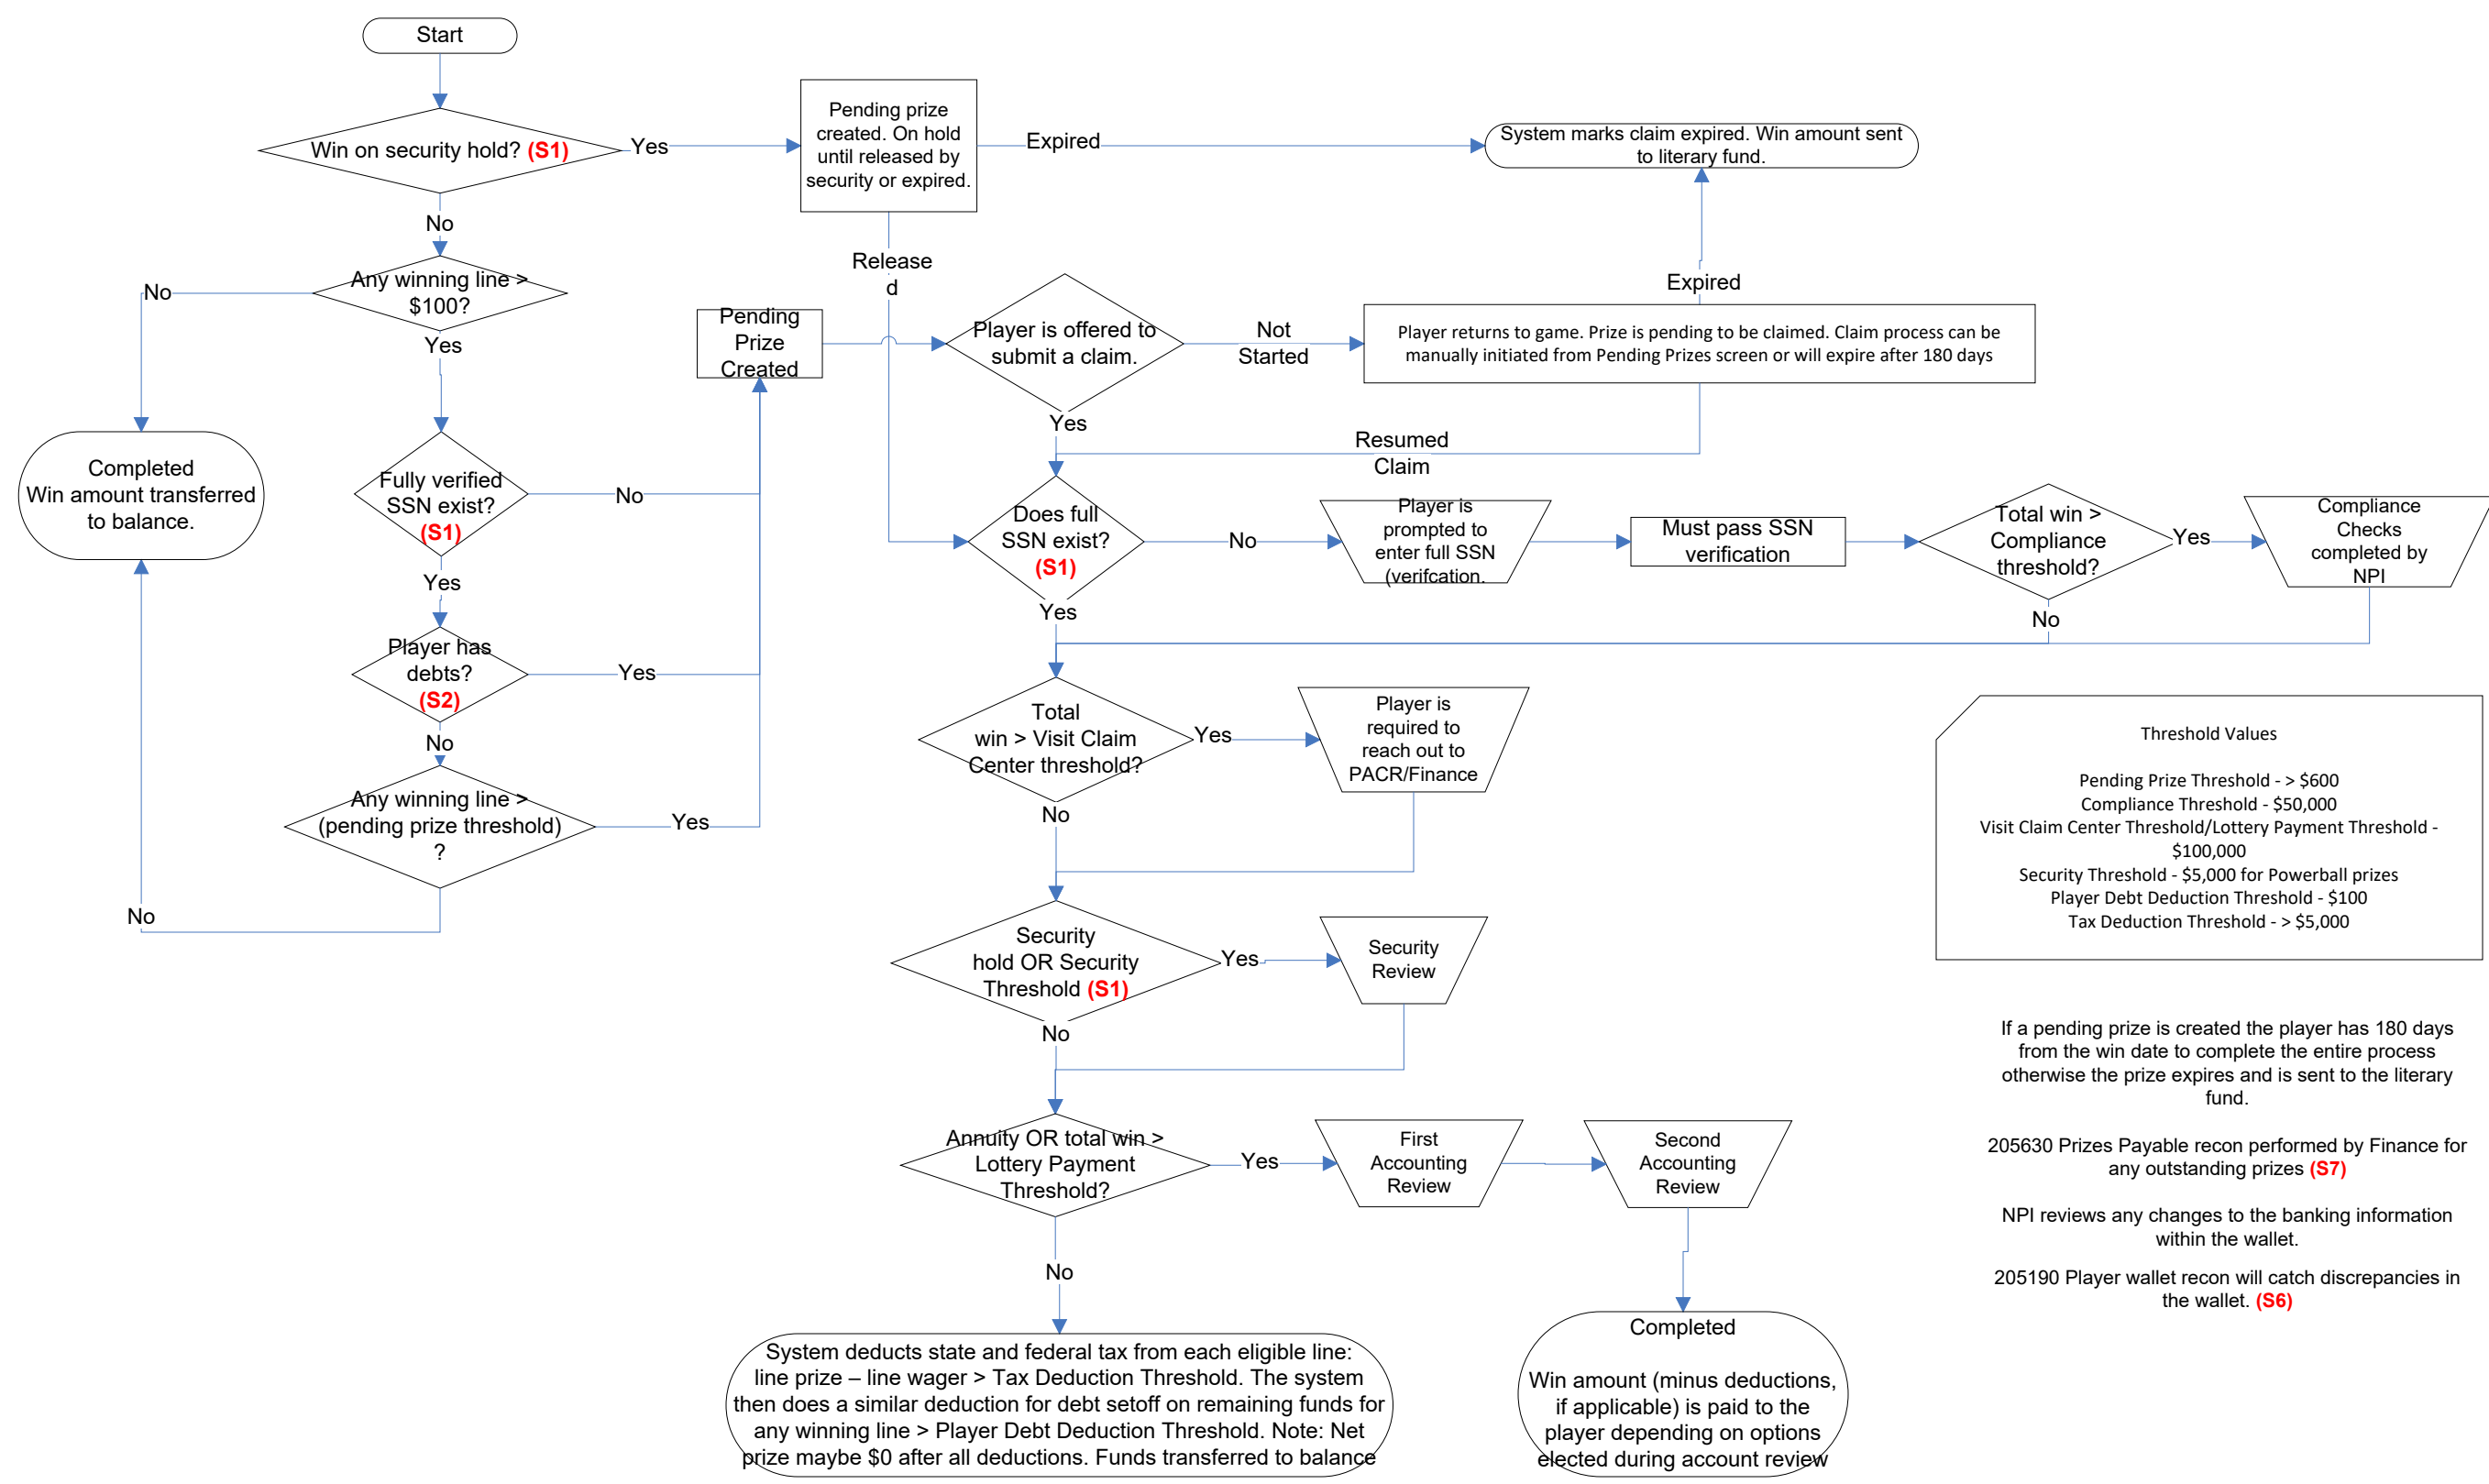 Start
Win on security hold? (S1)
Yes
Pending prize
created. On hold
until released by
security or expired.
Expired
System marks claim expired. Win amount sent
to literary fund.
No
Any winning line >
$100?
No
Yes
Release
d
Expired
Pending
Prize
Created
Player is offered to
submit a claim.
Not
Started
Player returns to game. Prize is pending to be claimed. Claim process can be
manually initiated from Pending Prizes screen or will expire after 180 days
Yes
Resumed
Claim
Completed
Win amount transferred
to balance.
Fully verified
SSN exist?
(S1)
No
Does full
SSN exist?
(S1)
No
Player is
prompted to
enter full SSN
(verifcation.
Must pass SSN
verification
Total win >
Compliance
threshold?
Yes
Compliance
Checks
completed by
NPI
Yes
Yes
No
Player has
debts?
(S2)
Yes
No
Total
win > Visit Claim
Center threshold?
Yes
Player is
required to
reach out to
PACR/Finance
Threshold Values
Pending Prize Threshold - > $600
Compliance Threshold - $50,000
Visit Claim Center Threshold/Lottery Payment Threshold -
$100,000
Security Threshold - $5,000 for Powerball prizes
Player Debt Deduction Threshold - $100
Tax Deduction Threshold - > $5,000
Any winning line >
(pending prize threshold)
?
Yes
No
No
Security
hold OR Security
Threshold (S1)
Yes
Security
Review
No
If a pending prize is created the player has 180 days
from the win date to complete the entire process
otherwise the prize expires and is sent to the literary
fund.
205630 Prizes Payable recon performed by Finance for
any outstanding prizes (S7)
NPI reviews any changes to the banking information
within the wallet.
205190 Player wallet recon will catch discrepancies in
the wallet. (S6)
Annuity OR total win >
Lottery Payment
Threshold?
Yes
First
Accounting
Review
Second
Accounting
Review
No
System deducts state and federal tax from each eligible line:
line prize – line wager > Tax Deduction Threshold. The system
then does a similar deduction for debt setoff on remaining funds for
any winning line > Player Debt Deduction Threshold. Note: Net
prize maybe $0 after all deductions. Funds transferred to balance
Completed
Win amount (minus deductions,
if applicable) is paid to the
player depending on options
elected during account review